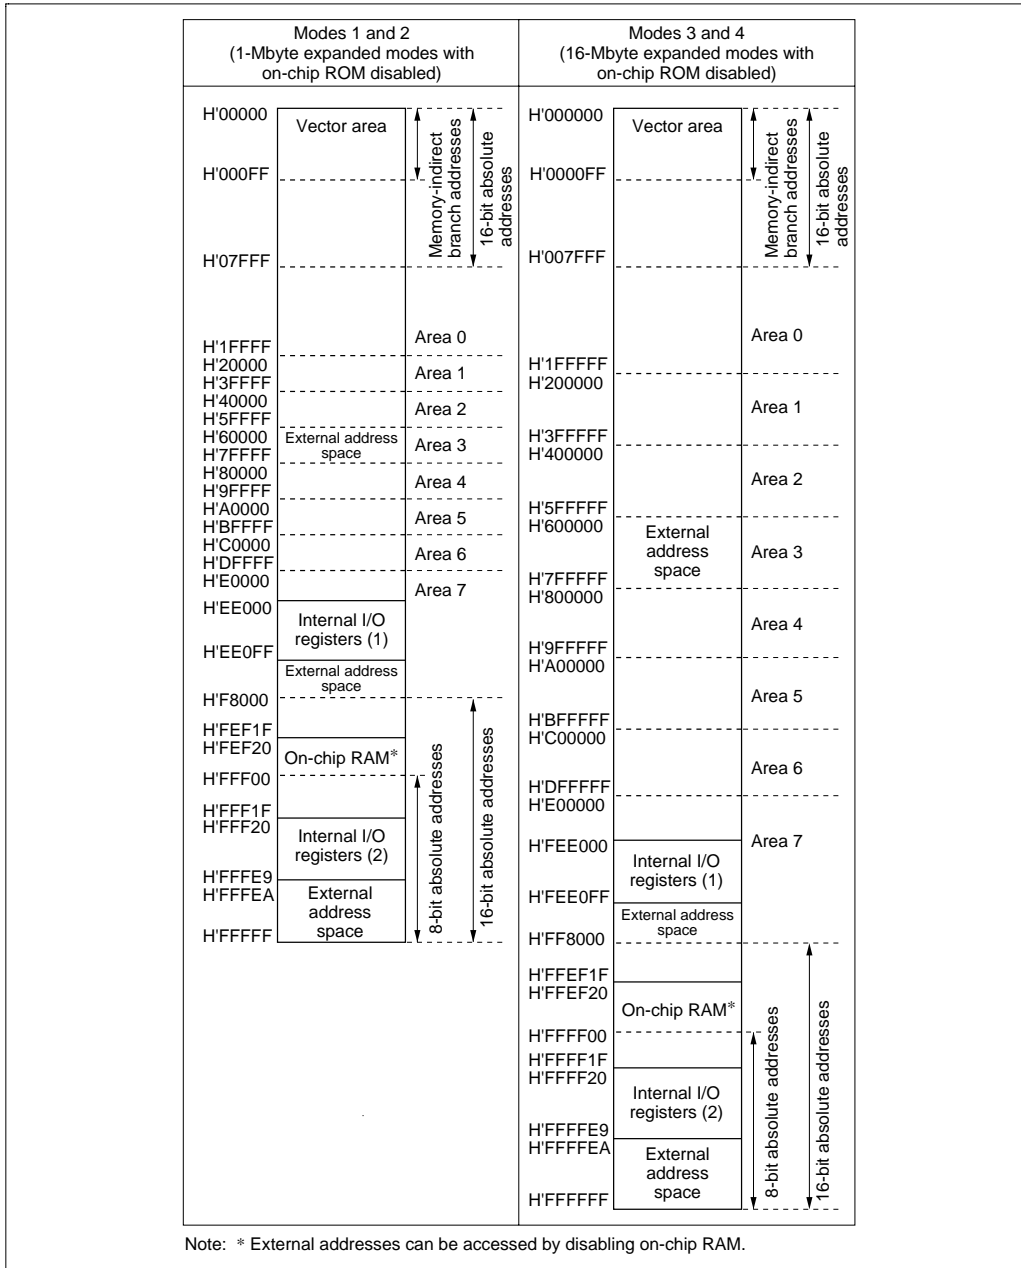 Modes 1 and 2
(1-Mbyte expanded modes with
on-chip ROM disabled)
H'00000
Vector area
H'000FF
H'07FFF
Memory-indirect
branch addresses
16-bit absolute
addresses
Area 0
H'1FFFF
H'20000
Area 1
H'3FFFF
H'40000
Area 2
H'5FFFF
H'60000
External address
space
Area 3
H'7FFFF
H'80000
Area 4
H'9FFFF
H'A0000
Area 5
H'BFFFF
H'C0000
Area 6
H'DFFFF
H'E0000
Area 7
H'EE000
Internal I/O
registers (1)
H'EE0FF
External address
space
H'F8000
H'FEF1F
H'FEF20
On-chip RAM*
H'FFF00
H'FFF1F
H'FFF20
Internal I/O
registers (2)
H'FFFE9
H'FFFEA
External
address
space
H'FFFFF
8-bit absolute addresses
16-bit absolute addresses
Modes 3 and 4
(16-Mbyte expanded modes with
on-chip ROM disabled)
H'000000
Vector area
H'0000FF
H'007FFF
Memory-indirect
branch addresses
16-bit absolute
addresses
Area 0
H'1FFFFF
H'200000
Area 1
H'3FFFFF
H'400000
Area 2
H'5FFFFF
H'600000
External
address
space
Area 3
H'7FFFFF
H'800000
Area 4
H'9FFFFF
H'A00000
Area 5
H'BFFFFF
H'C00000
Area 6
H'DFFFFF
H'E00000
Area 7
H'FEE000
Internal I/O
registers (1)
H'FEE0FF
External address
space
H'FF8000
H'FFEF1F
H'FFEF20
On-chip RAM*
H'FFFF00
H'FFFF1F
H'FFFF20
Internal I/O
registers (2)
H'FFFFE9
H'FFFFEA
External
address
space
H'FFFFFF
8-bit absolute addresses
16-bit absolute addresses
Note: * External addresses can be accessed by disabling on-chip RAM.